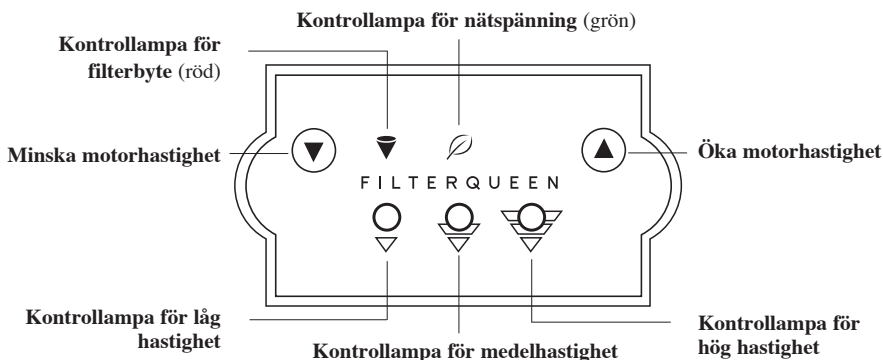 Kontrollampa för nätspänning (grön)
Kontrollampa för
filterbyte (röd)
Minska motorhastighet
Öka motorhastighet
FILTERQUEEN
Kontrollampa för låg
hastighet
Kontrollampa för medelhastighet
Kontrollampa för
hög hastighet